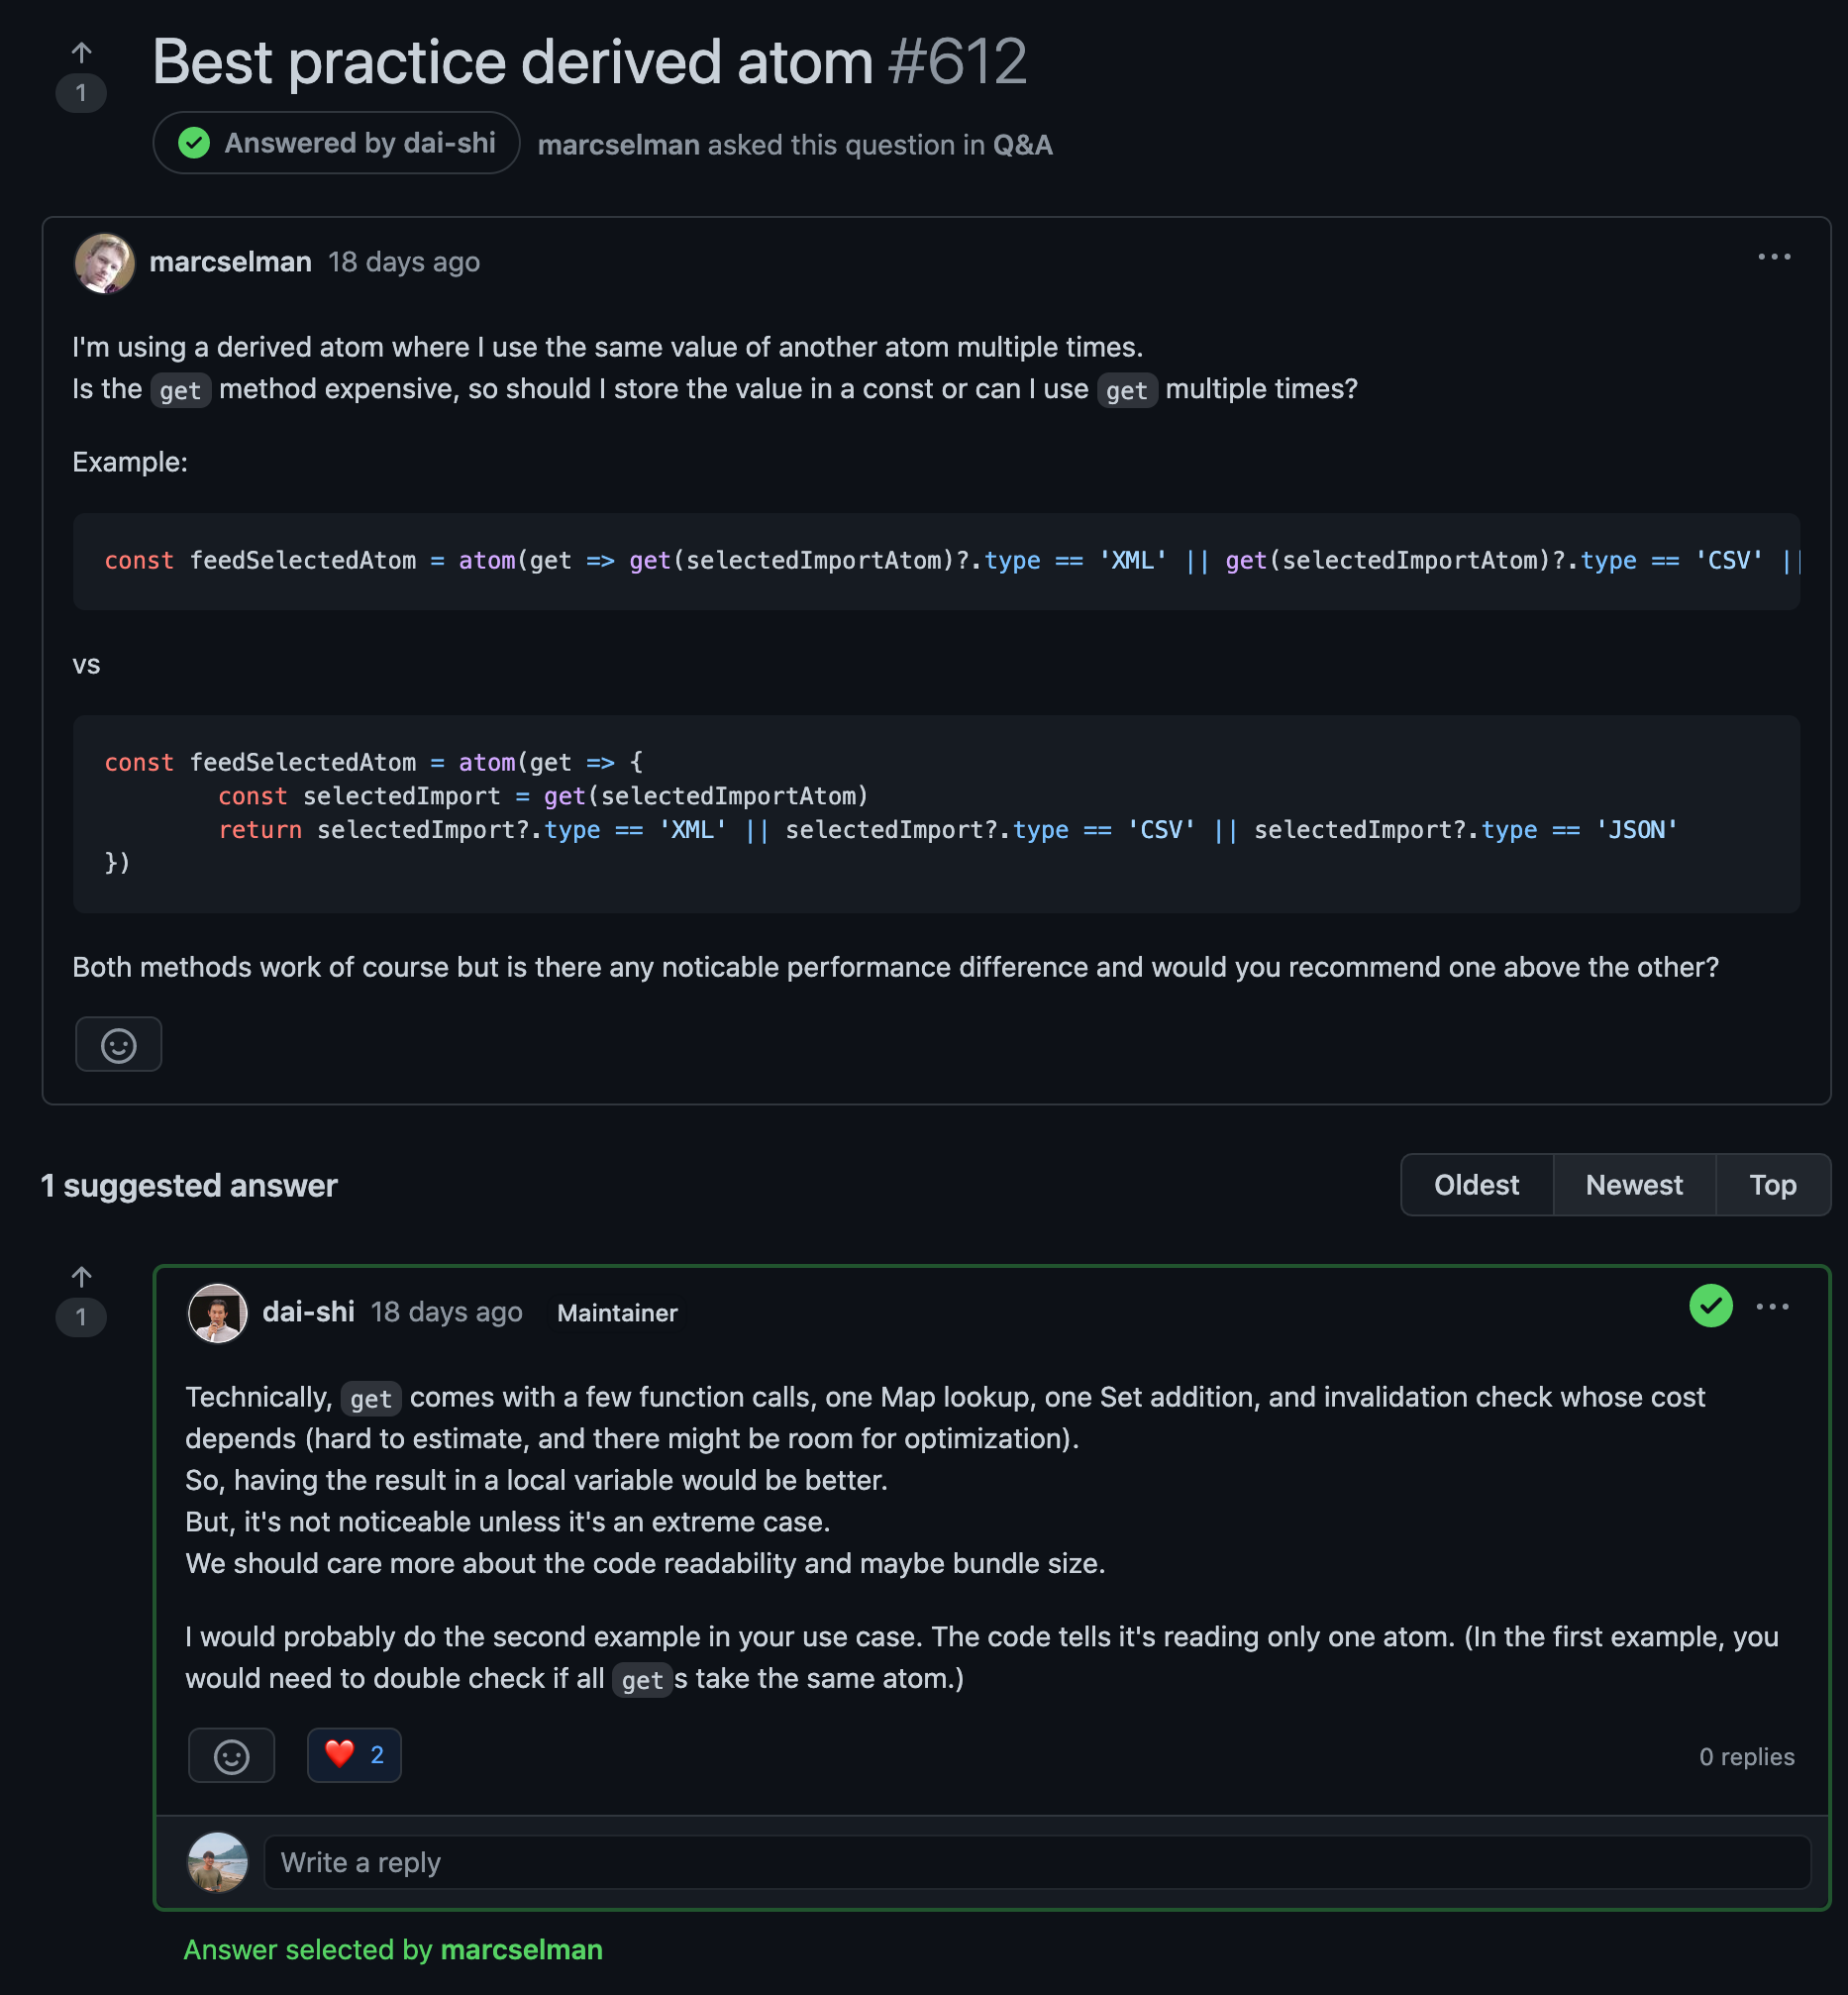 Best practice derived atom #612
1
Answered by dai-shi marcselman asked this question in Q&A
marcselman 18 days ago
I'm using a derived atom where I use the same value of another atom multiple times.
Is the get method expensive, so should I store the value in a const or can I use get multiple times?
Example:
const feedSelectedAtom = atom(get => get(selectedImportAtom)?.type == 'XML' || get(selectedImportAtom)?.type == 'CSV' ||
vs
const feedSelectedAtom = atom(get => {
        const selectedImport = get(selectedImportAtom)
        return selectedImport?.type == 'XML' || selectedImport?.type == 'CSV' || selectedImport?.type == 'JSON'
})
Both methods work of course but is there any noticable performance difference and would you recommend one above the other?
1 suggested answer
Oldest Newest Top
1
dai-shi 18 days ago Maintainer
Technically, get comes with a few function calls, one Map lookup, one Set addition, and invalidation check whose cost
depends (hard to estimate, and there might be room for optimization).
So, having the result in a local variable would be better.
But, it's not noticeable unless it's an extreme case.
We should care more about the code readability and maybe bundle size.
I would probably do the second example in your use case. The code tells it's reading only one atom. (In the first example, you
would need to double check if all gets take the same atom.)
2
0 replies
Write a reply
Answer selected by marcselman